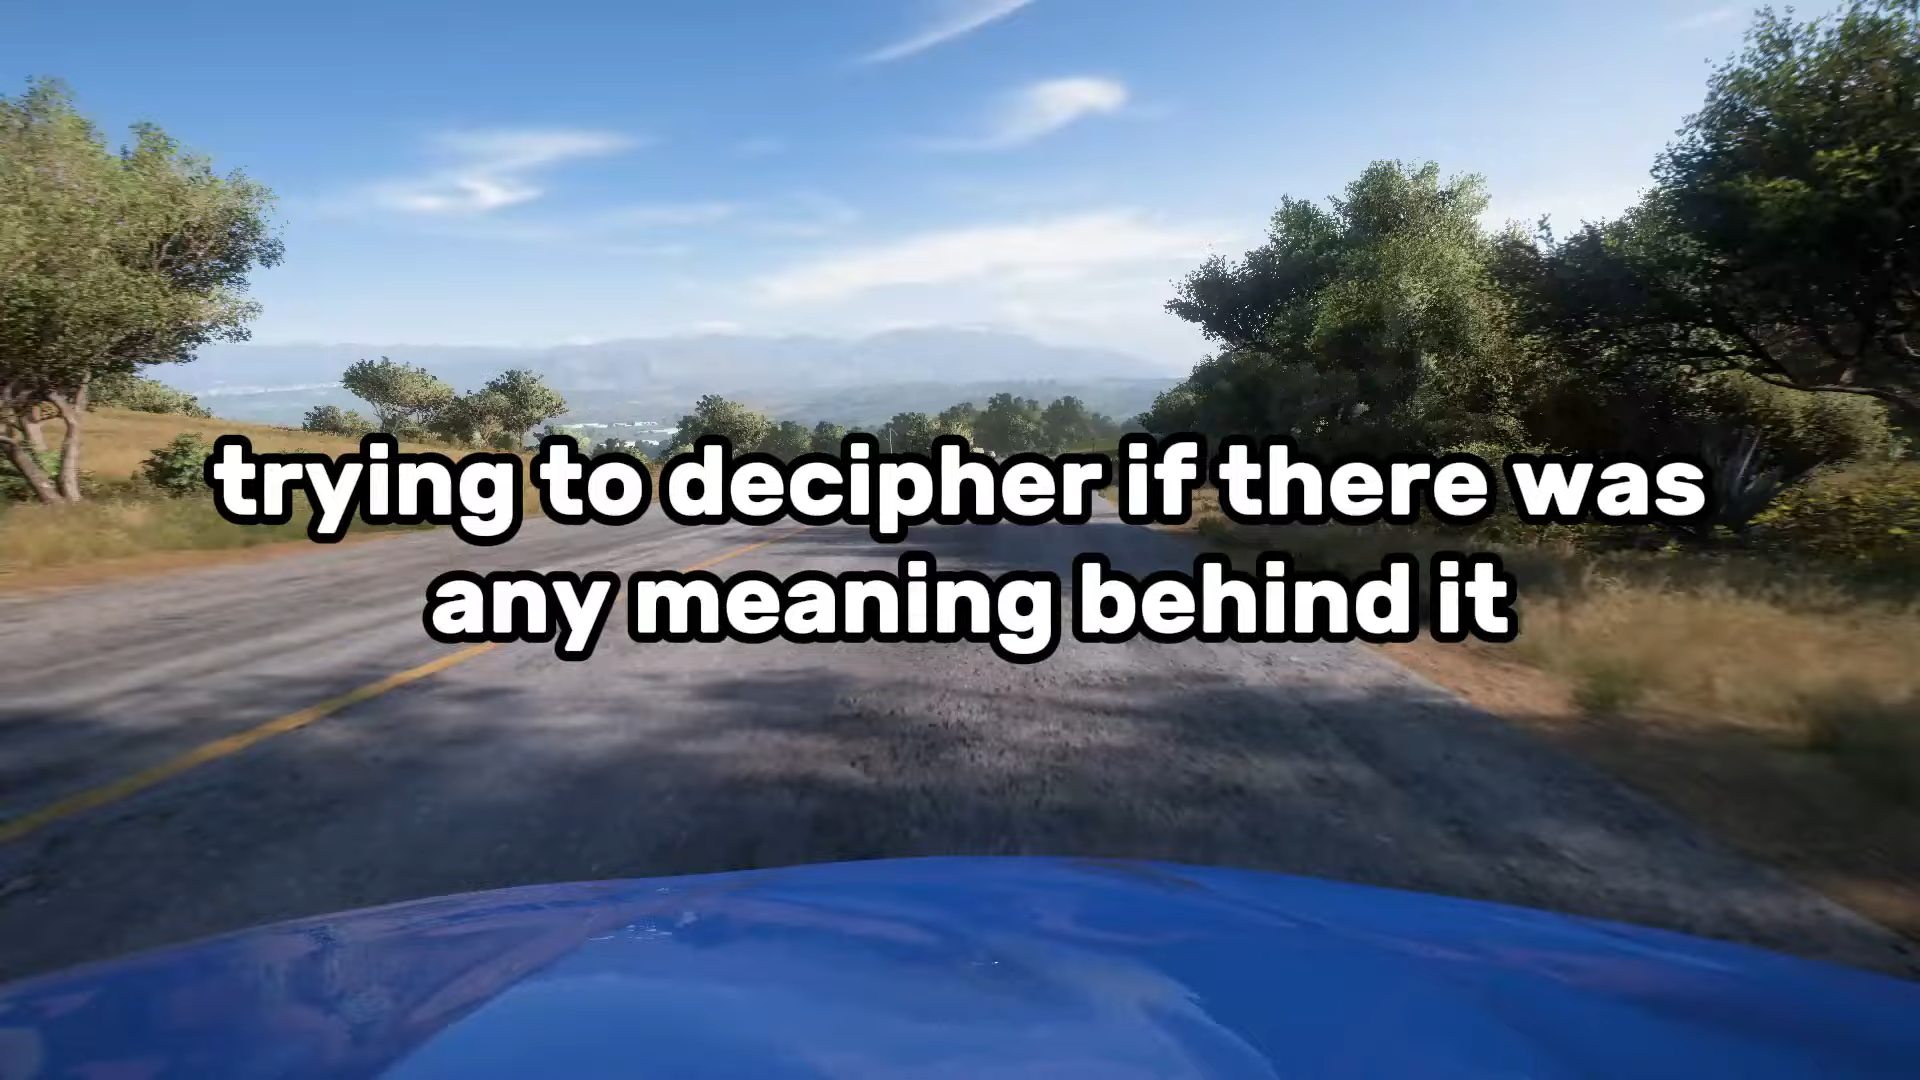 trying to decipher if there was
any meaning behind it